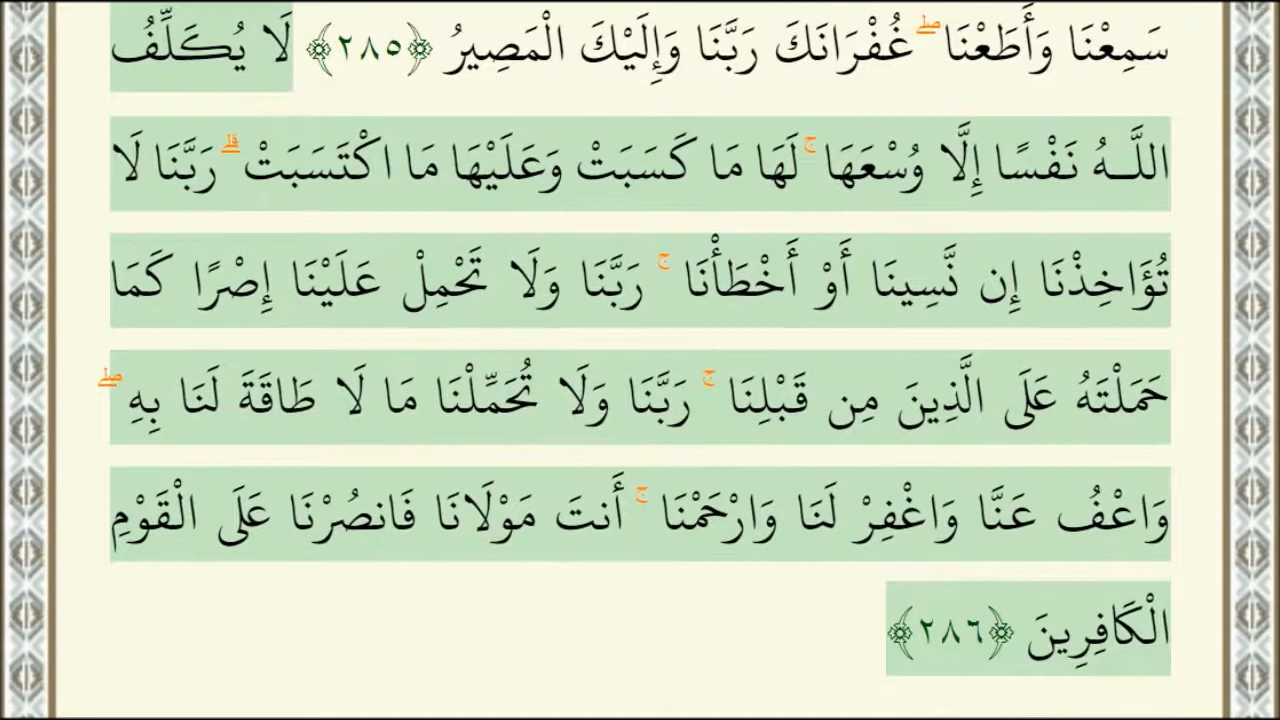 سَمِعْنَا وَأَطَعْنَا ۖ غُفْرَانَكَ رَبَّنَا وَإِلَيْكَ الْمَصِيرُ ﴿٢٨٥﴾ لَا يُكَلِّفُ
اللَّـهُ نَفْسًا إِلَّا وُسْعَهَا ۚ لَهَا مَا كَسَبَتْ وَعَلَيْهَا مَا اكْتَسَبَتْ ۗ رَبَّنَا لَا
تُؤَاخِذْنَا إِن نَّسِينَا أَوْ أَخْطَأْنَا ۚ رَبَّنَا وَلَا تَحْمِلْ عَلَيْنَا إِصْرًا كَمَا
حَمَلْتَهُ عَلَى الَّذِينَ مِن قَبْلِنَا ۚ رَبَّنَا وَلَا تُحَمِّلْنَا مَا لَا طَاقَةَ لَنَا بِهِ ۖ
وَاعْفُ عَنَّا وَاغْفِرْ لَنَا وَارْحَمْنَا ۚ أَنتَ مَوْلَانَا فَانصُرْنَا عَلَى الْقَوْمِ
الْكَافِرِينَ ﴿٢٨٦﴾